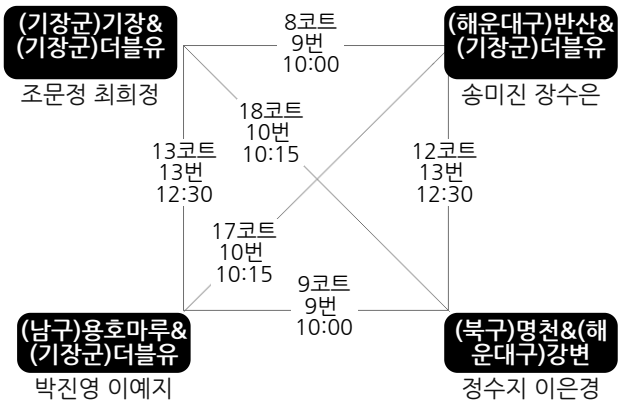 (기장군)기장&
(기장군)더블유
조문정 최희정
8코트
9번
10:00
(해운대구)반산&
(기장군)더블유
송미진 장수은
18코트
10번
10:15
13코트
13번
12:30
12코트
13번
12:30
17코트
10번
10:15
9코트
9번
10:00
(남구)용호마루&
(기장군)더블유
박진영 이예지
(북구)명천&(해
운대구)강변
정수지 이은경